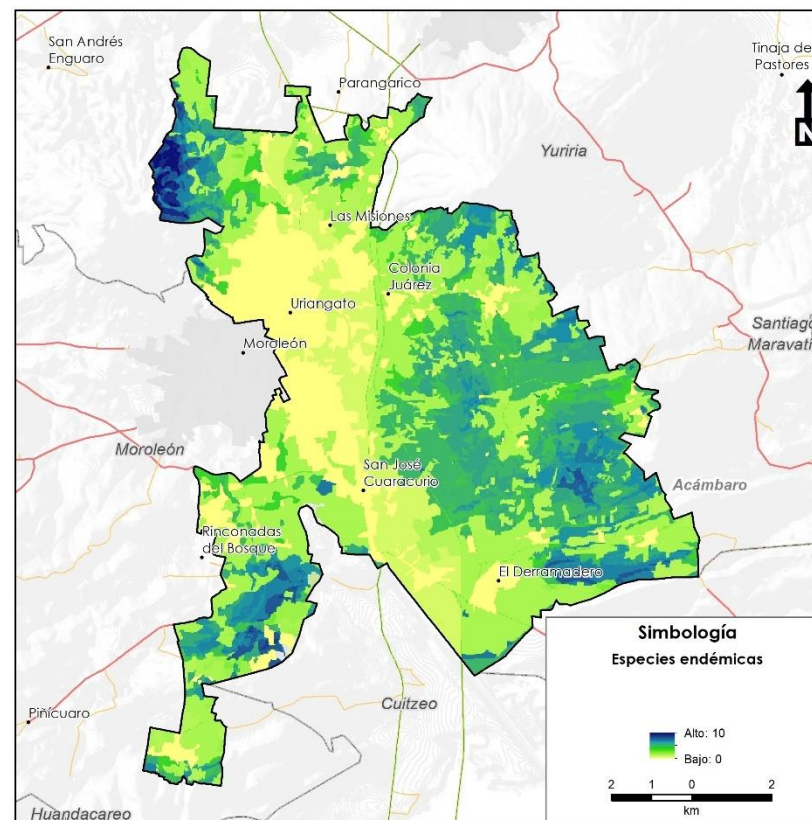 San Andrés
Enguaro
Parangarico
Tinaja de
Pastores
N
Yuriria
Las Misiones
Colonia
Juárez
Uriangato
Moroleón
Santiago
Maravatí
Moroleón
San José
Cuaracurio
Acámbaro
Rinconadas
del Bosque
El Derramadero
Piñícuaro
Cuitzeo
Huandacareo
Simbología
Especies endémicas
Alto: 10
Bajo: 0
2 1 0 2
km